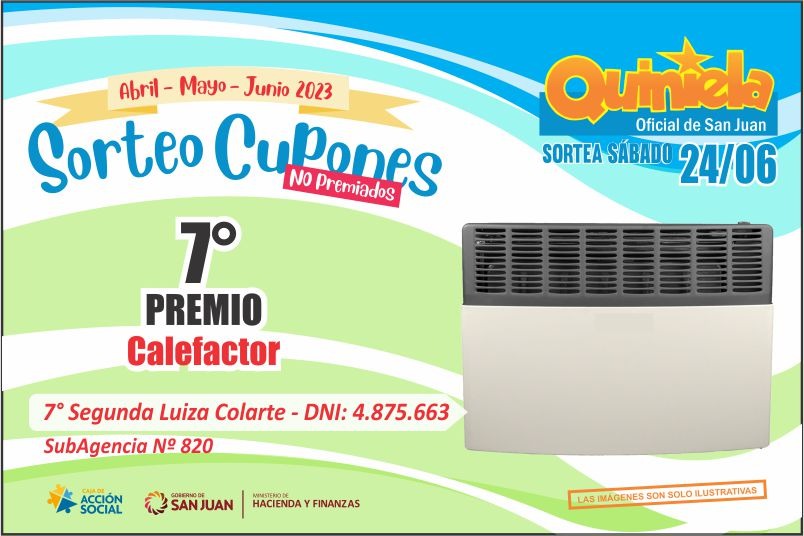 Abril - Mayo - Junio 2023
Sorteo Cupones
NO Premiados
Quiniela
Oficial de San Juan
SORTEA SÁBADO 24/06
7°
PREMIO
Calefactor
7° Segunda Luiza Colarte - DNI: 4.875.663
SubAgencia Nº 820
CAJA DE
ACCIÓN
SOCIAL
GOBIERNO DE
SAN JUAN
MINISTERIO DE
HACIENDA Y FINANZAS
LAS IMÁGENES SON SOLO ILUSTRATIVAS